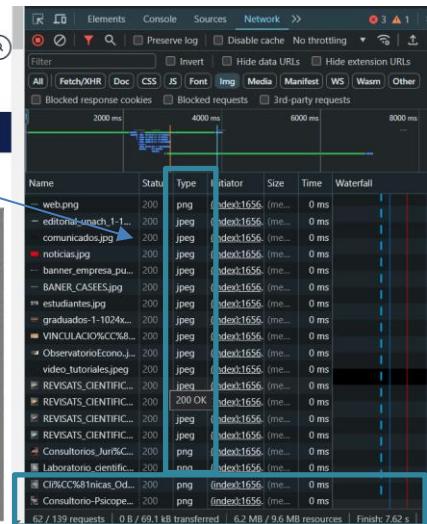 Elements Console Sources Network >> 3 1
Preserve log Disable cache No throttling
Filter Invert Hide data URLs Hide extension URLs
All Fetch/XHR Doc CSS JS Font Img Media Manifest WS Wasm Other
Blocked response cookies Blocked requests 3rd-party requests
2000 ms 4000 ms 6000 ms 8000 ms
Name Status Type Initiator Size Time Waterfall
web.png 200 png (index):1656. (me... 0 ms
editorial_unach_1-1... 200 jpeg (index):1656. (me... 0 ms
comunicados.jpg 200 jpeg (index):1656. (me... 0 ms
noticias.jpg 200 jpeg (index):1656. (me... 0 ms
banner_empresa_pu... 200 jpeg (index):1656. (me... 0 ms
BANER_CASEES.jpg 200 jpeg (index):1656. (me... 0 ms
estudiantes.jpg 200 jpeg (index):1656. (me... 0 ms
graduados-1-1024x... 200 jpeg (index):1656. (me... 0 ms
VINCULACIO%CC%8... 200 jpeg (index):1656. (me... 0 ms
ObservatorioEcono..j... 200 jpeg (index):1656. (me... 0 ms
video_tutoriales.jpeg 200 jpeg (index):1656. (me... 0 ms
REVISATS_CIENTIFIC... 200 jpeg (index):1656. (me... 0 ms
REVISATS_CIENTIFIC... 200 OK (index):1656. (me... 0 ms
REVISATS_CIENTIFIC... 200 jpeg (index):1656. (me... 0 ms
REVISATS_CIENTIFIC... 200 jpeg (index):1656. (me... 0 ms
Consultorios_Juri%C... 200 png (index):1656. (me... 0 ms
Laboratorio_cientific... 200 png (index):1656. (me... 0 ms
Cli%CC%81nicas_Od... 200 png (index):1656. (me... 0 ms
Consultorio-Psicope... 200 png (index):1656. (me... 0 ms
62 / 139 requests 0 B / 69.1 kB transferred 6.2 MB / 9.6 MB resources Finish: 7.62 s